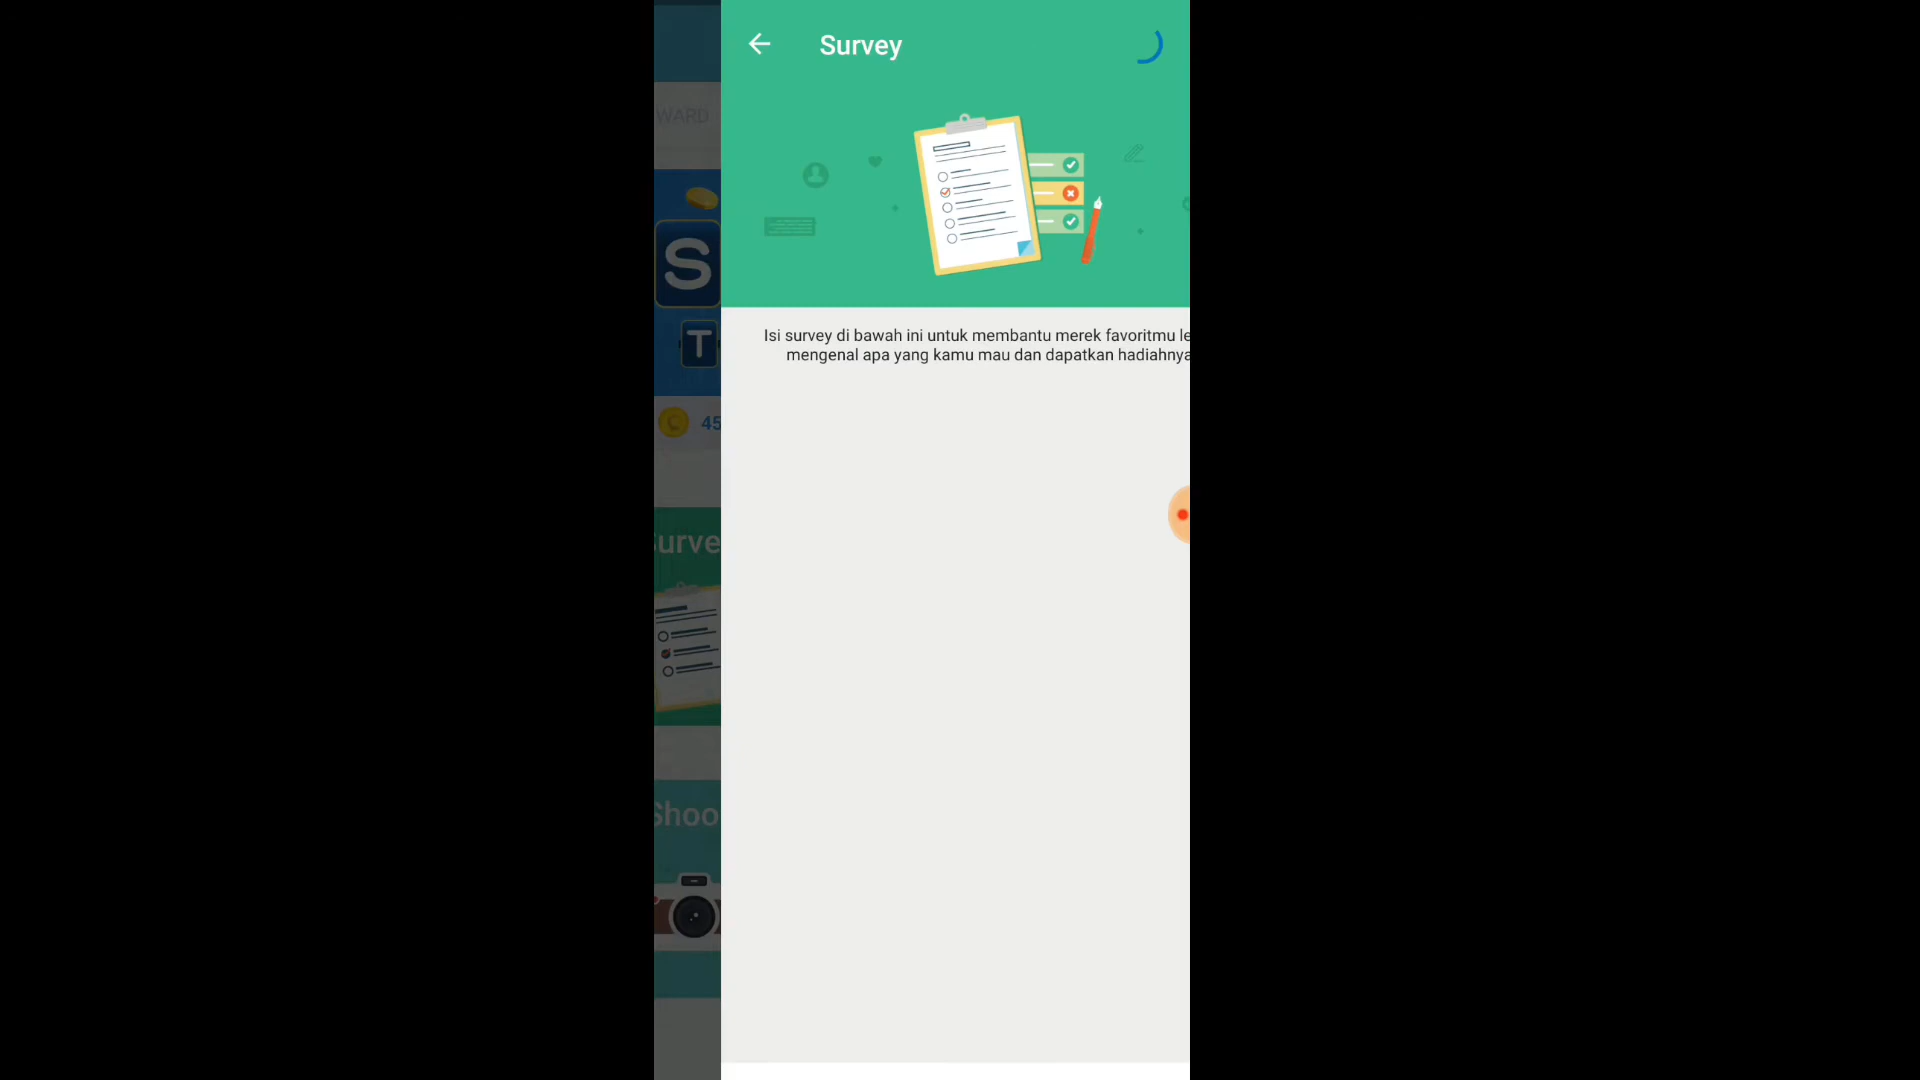 Survey
WARD
S
T
Isi survey di bawah ini untuk membantu merek favoritmu le
mengenal apa yang kamu mau dan dapatkan hadiahnya
45
Surve
Shoo